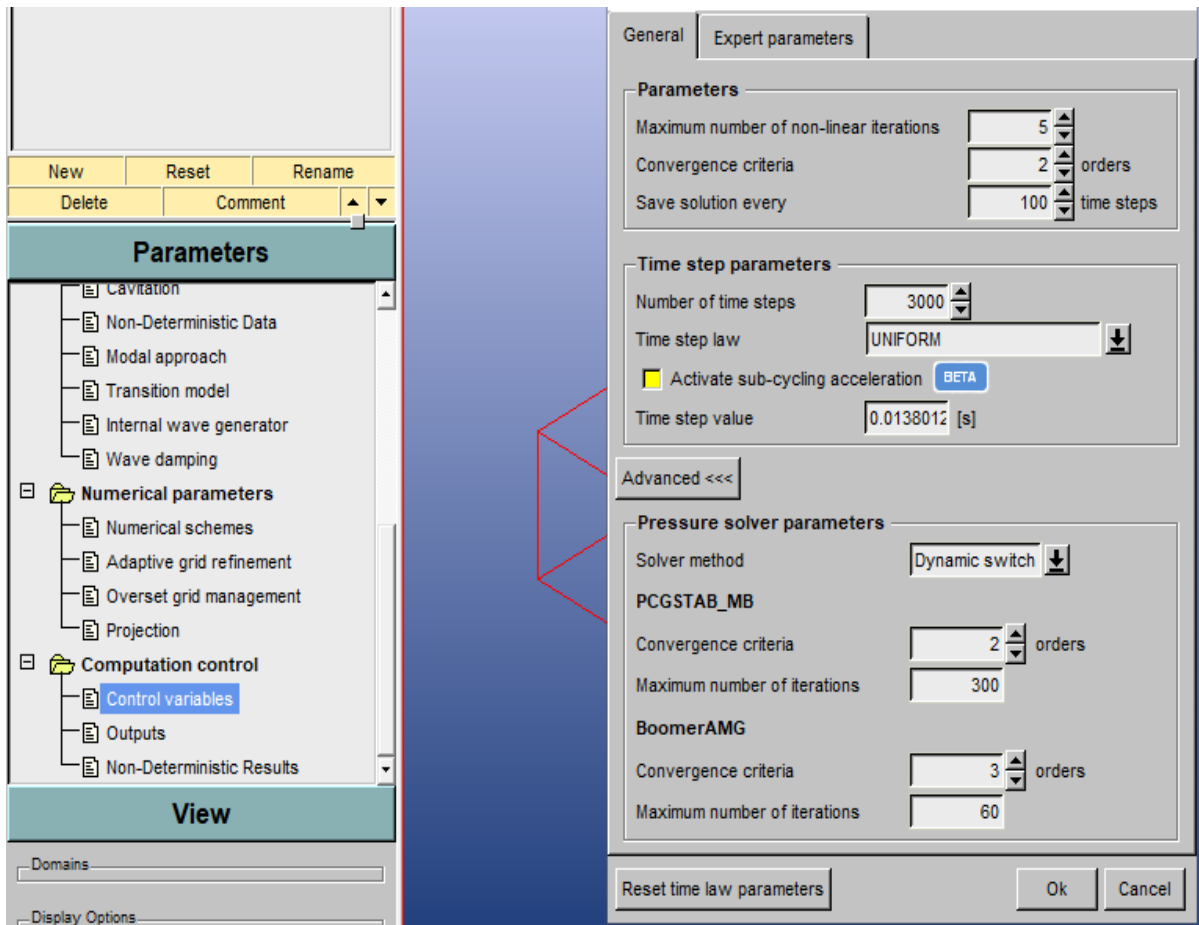 New Reset Rename
Delete Comment
Parameters
Cavitation
Non-Deterministic Data
Modal approach
Transition model
Internal wave generator
Wave damping
Numerical parameters
Numerical schemes
Adaptive grid refinement
Overset grid management
Projection
Computation control
Control variables
Outputs
Non-Deterministic Results
View
Domains
Display Options
General Expert parameters
Parameters
Maximum number of non-linear iterations 5
Convergence criteria 2 orders
Save solution every 100 time steps
Time step parameters
Number of time steps 3000
Time step law UNIFORM
Activate sub-cycling acceleration BETA
Time step value 0.0138012 [s]
Advanced <<<
Pressure solver parameters
Solver method Dynamic switch
PCGSTAB_MB
Convergence criteria 2 orders
Maximum number of iterations 300
BoomerAMG
Convergence criteria 3 orders
Maximum number of iterations 60
Reset time law parameters Ok Cancel